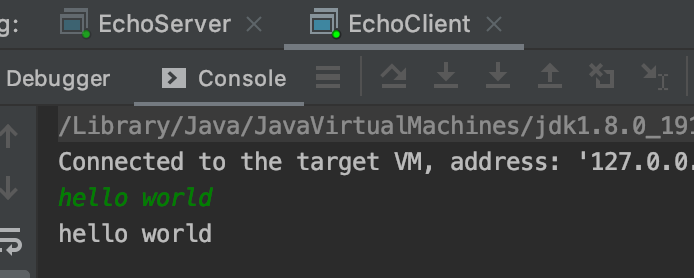 g: EchoServer EchoClient
Debugger Console
/Library/Java/JavaVirtualMachines/jdk1.8.0_191
Connected to the target VM, address: '127.0.0.
hello world
hello world